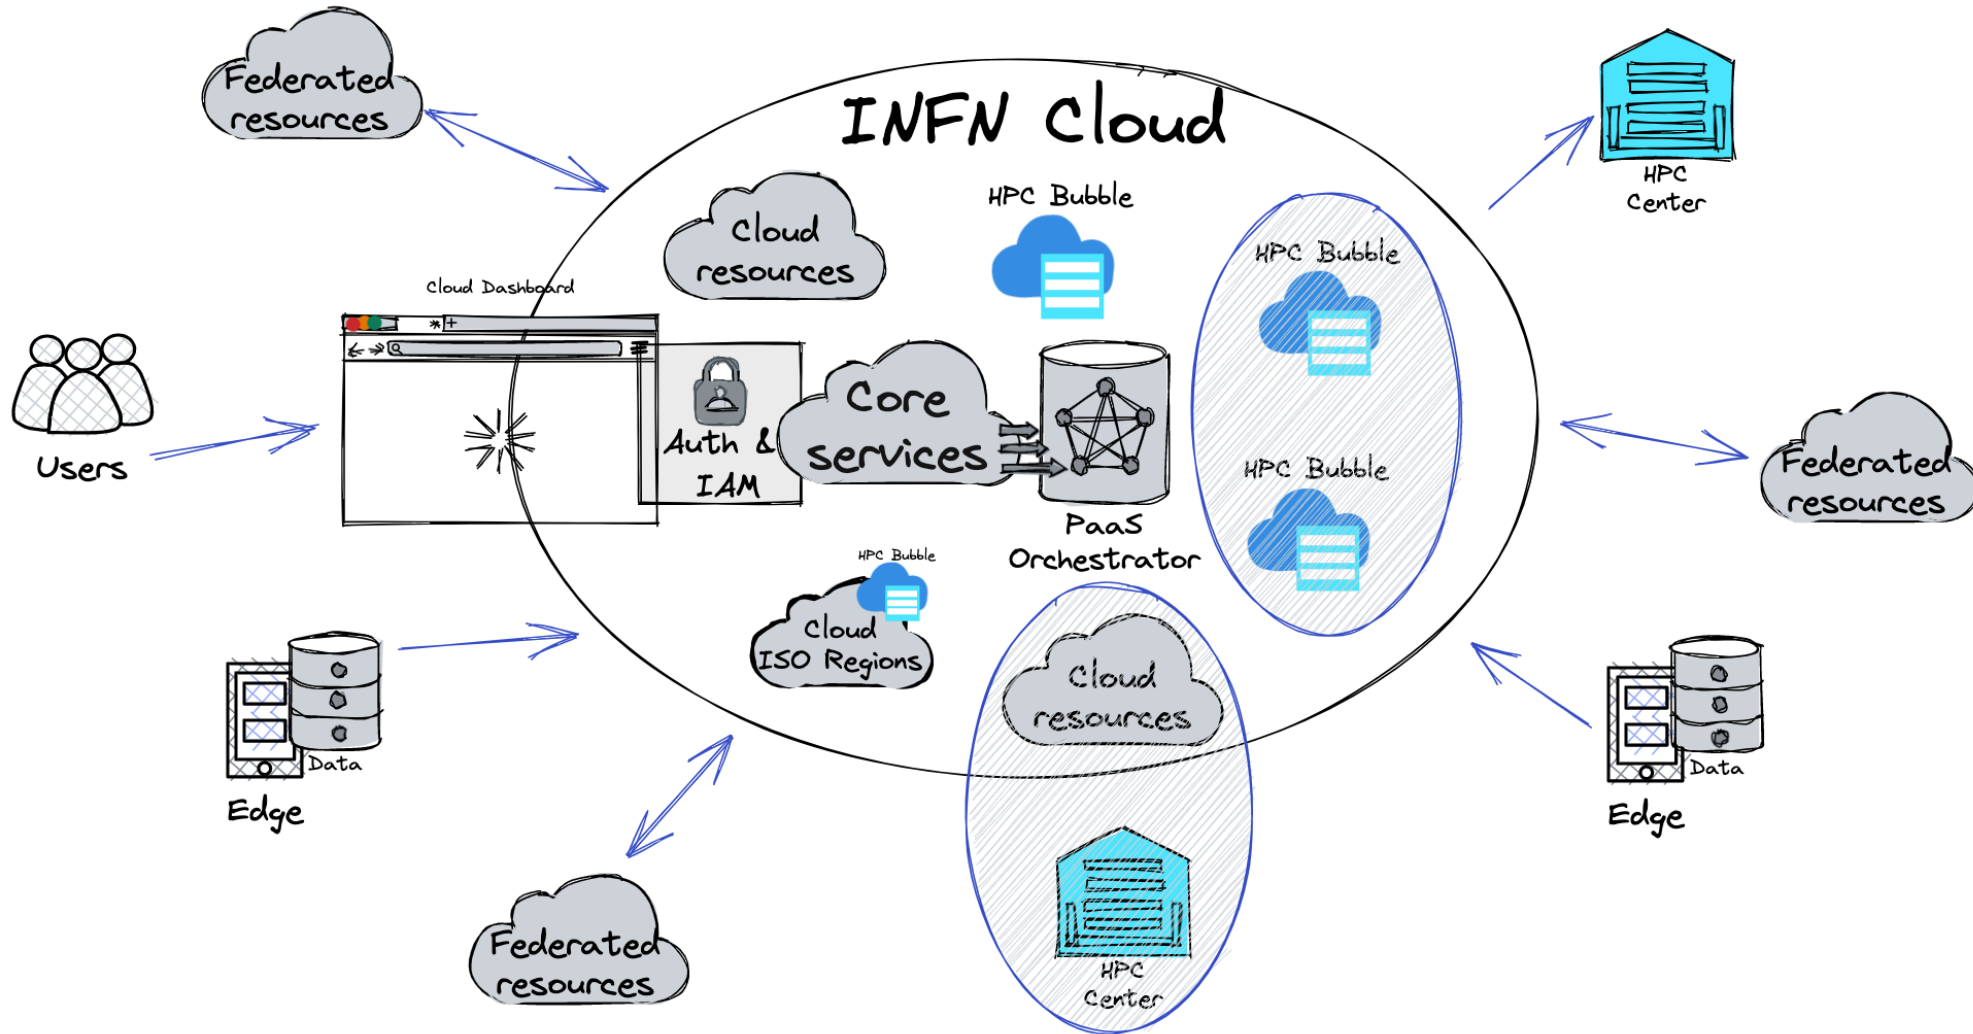 Federated
resources
INFN Cloud
HPC
Center
HPC Bubble
Cloud
resources
HPC Bubble
Cloud Dashboard
Users
Auth &
IAM
Core
services
PaaS
Orchestrator
HPC Bubble
Federated
resources
HPC Bubble
Cloud
ISO Regions
Cloud
resources
Data
Edge
Data
Edge
Federated
resources
HPC
Center